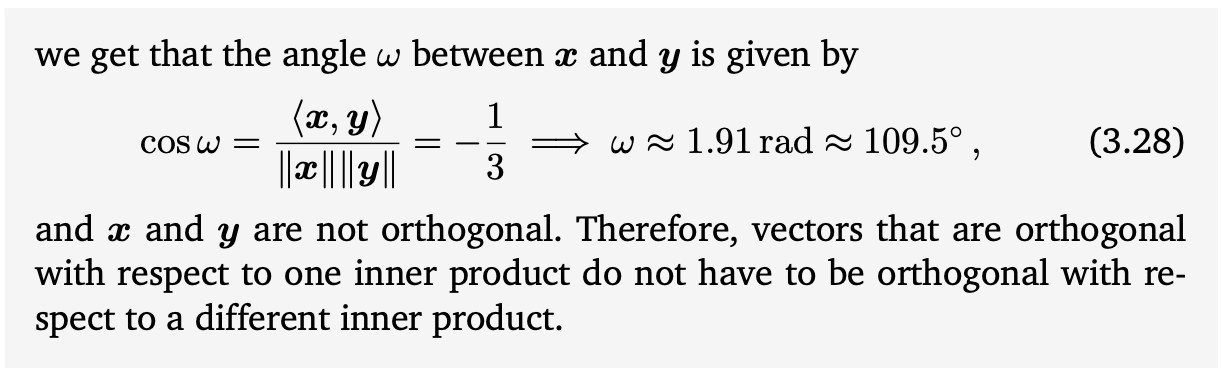 we get that the angle ω between x and y is given by
cos ω = ⟨x, y⟩ / ‖x‖‖y‖ = −1/3 ⟹ ω ≈ 1.91 rad ≈ 109.5° , (3.28)
and x and y are not orthogonal. Therefore, vectors that are orthogonal
with respect to one inner product do not have to be orthogonal with re-
spect to a different inner product.